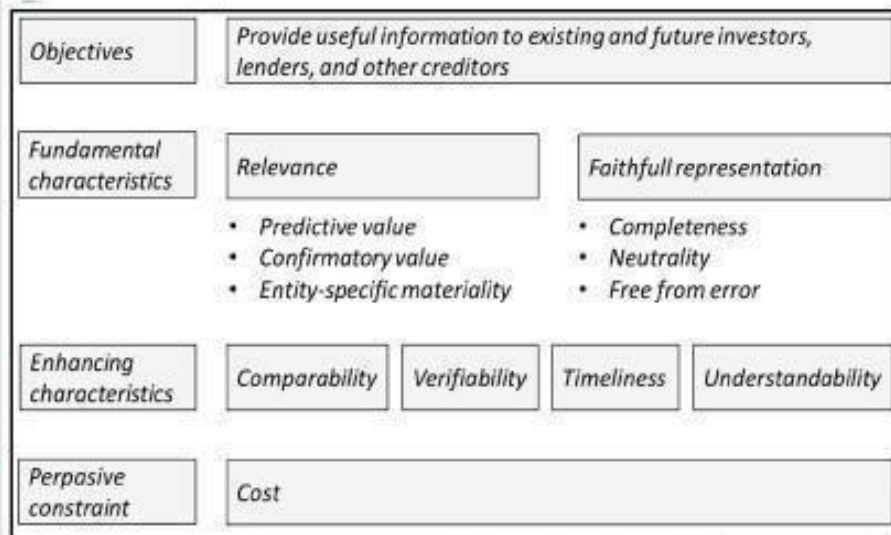 Objectives
Provide useful information to existing and future investors,
lenders, and other creditors
Fundamental
characteristics
Relevance
Faithfull representation
• Predictive value
• Confirmatory value
• Entity-specific materiality
• Completeness
• Neutrality
• Free from error
Enhancing
characteristics
Comparability
Verifiability
Timeliness
Understandability
Perpasive
constraint
Cost